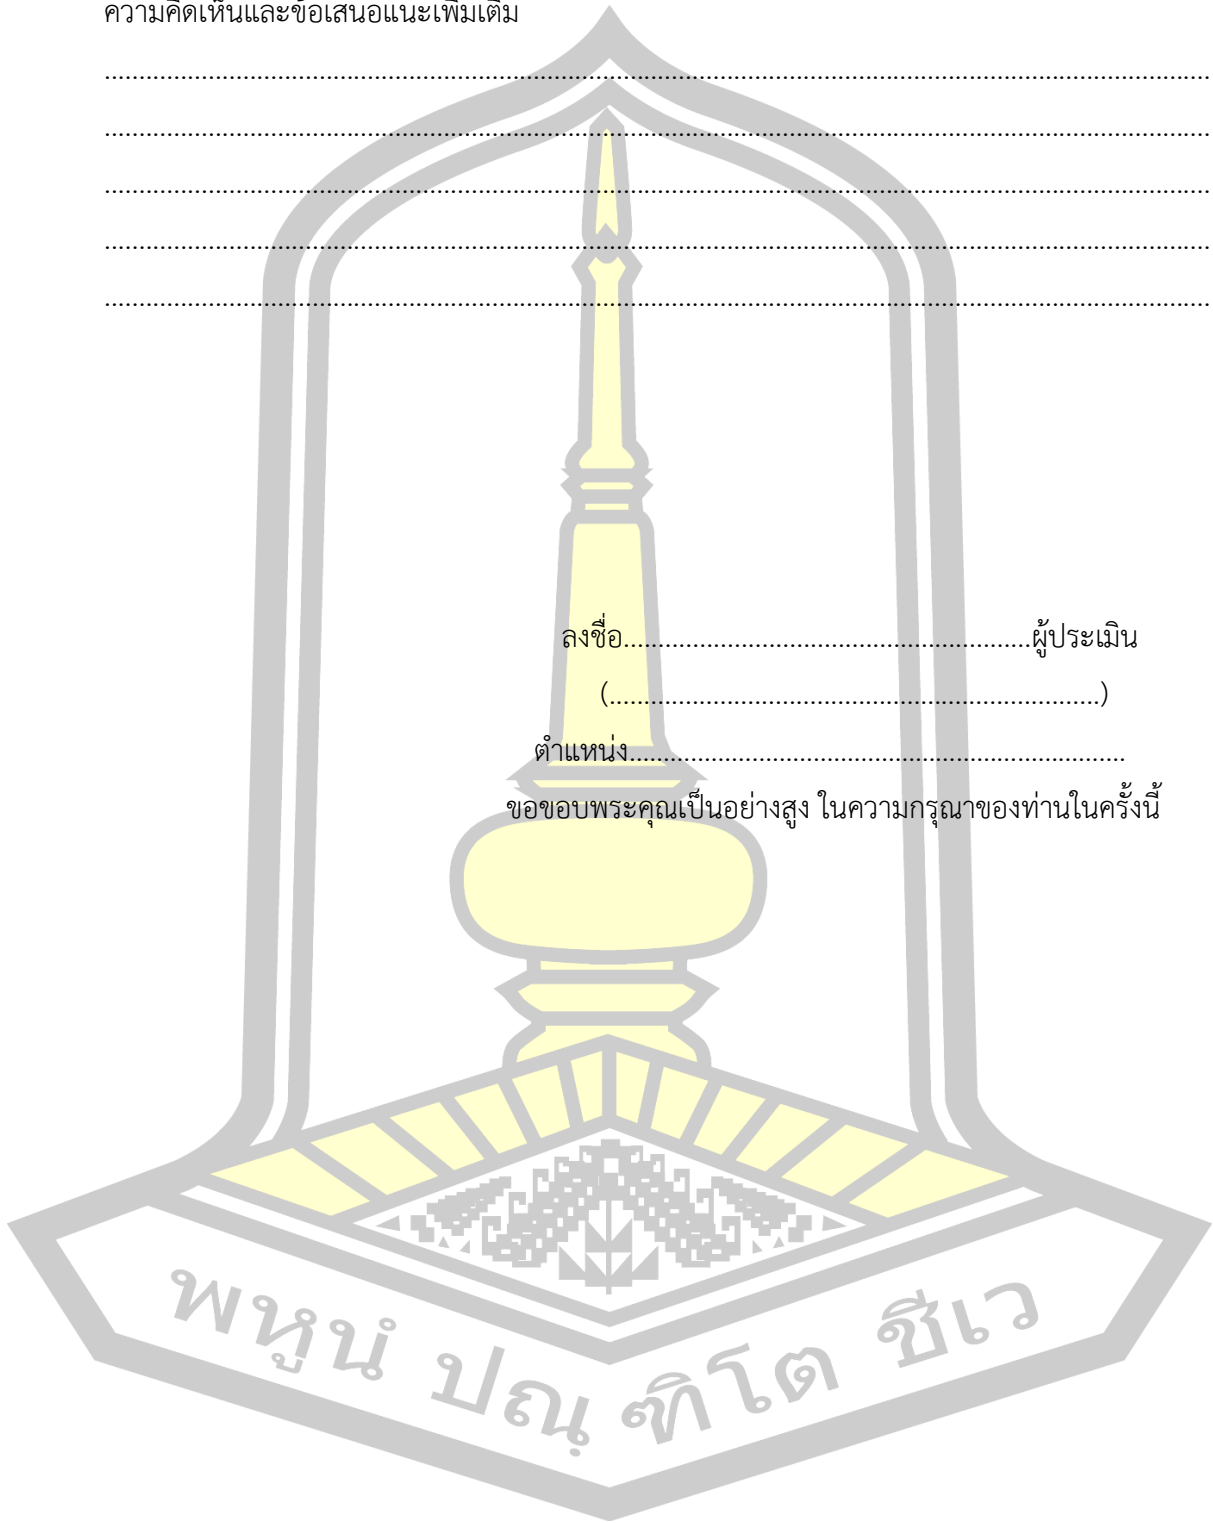 ความคิดเห็นและข้อเสนอแนะเพิ่มเติม
................................................................................................................................................................
................................................................................................................................................................
................................................................................................................................................................
................................................................................................................................................................
................................................................................................................................................................
ลงชื่อ...........................................................ผู้ประเมิน
(.......................................................................)
ตำแหน่ง........................................................................
ขอขอบพระคุณเป็นอย่างสูง ในความกรุณาของท่านในครั้งนี้
พหูนํ ปณฺฑิโต ชีเว